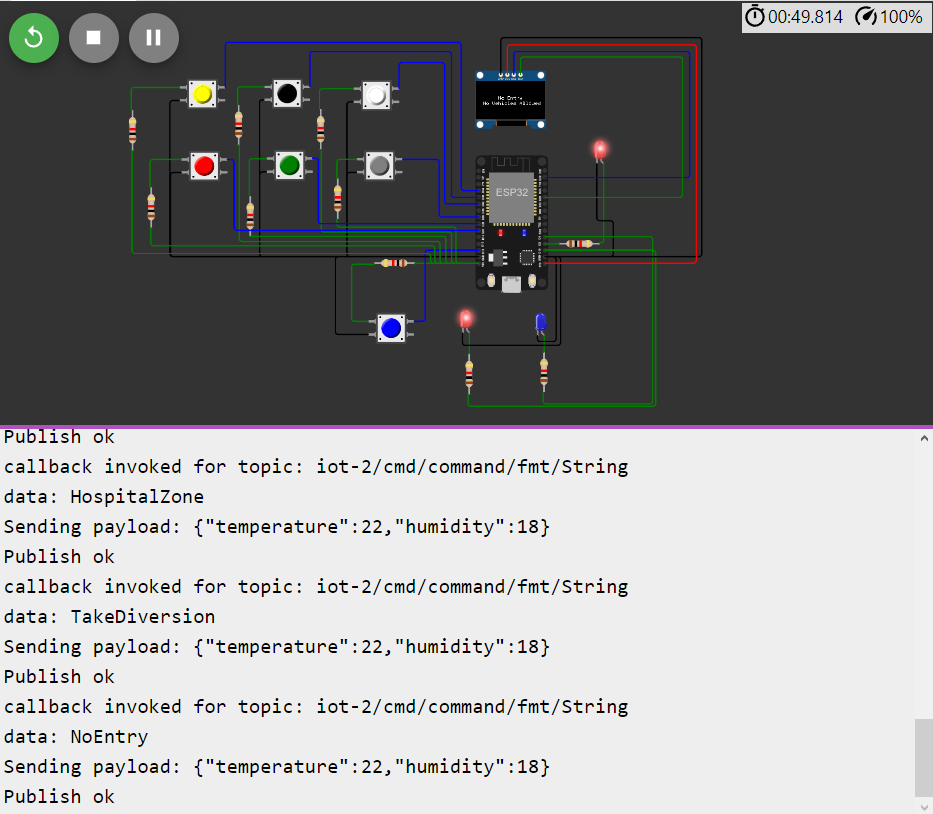 00:49.814 100%
No Entry
No Vehicles Allowed
ESP32
Publish ok
callback invoked for topic: iot-2/cmd/command/fmt/String
data: HospitalZone
Sending payload: {"temperature":22,"humidity":18}
Publish ok
callback invoked for topic: iot-2/cmd/command/fmt/String
data: TakeDiversion
Sending payload: {"temperature":22,"humidity":18}
Publish ok
callback invoked for topic: iot-2/cmd/command/fmt/String
data: NoEntry
Sending payload: {"temperature":22,"humidity":18}
Publish ok